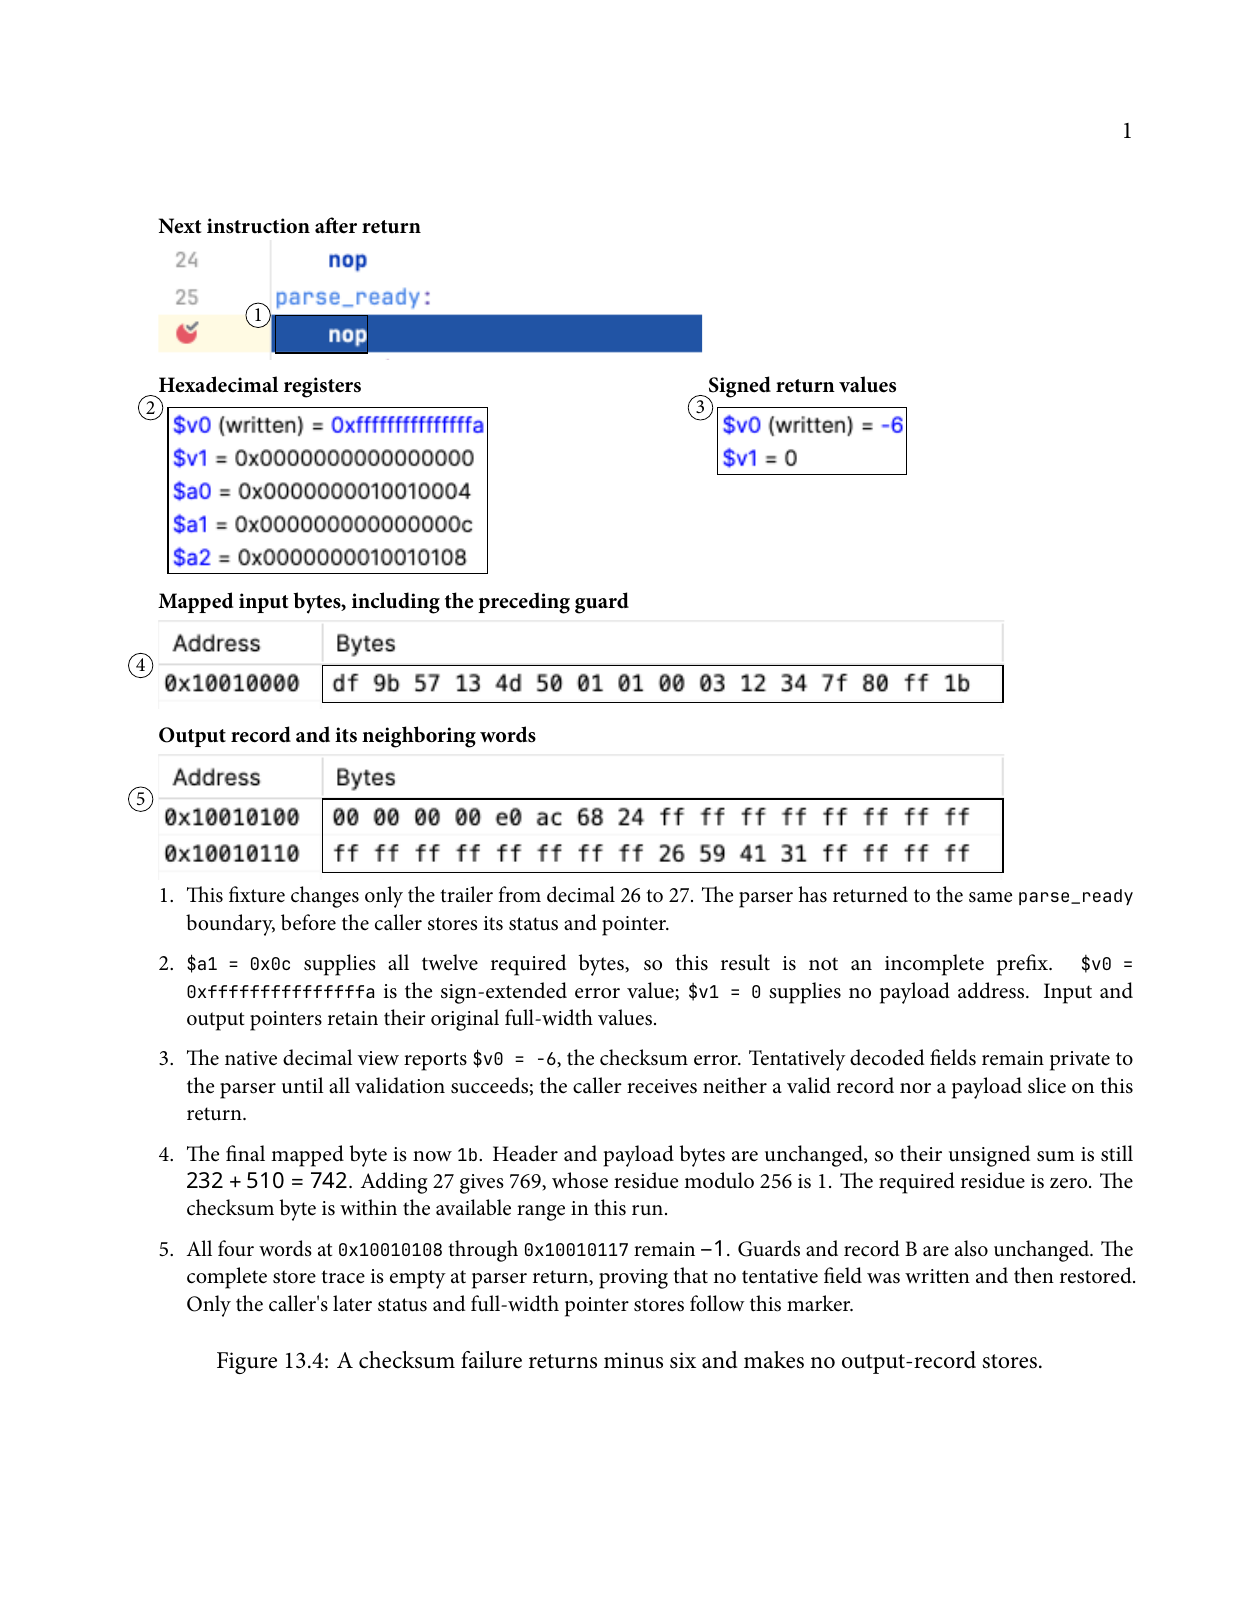 1
Next instruction after return
24 nop
25 parse_ready:
1 nop
Hexadecimal registers
Signed return values
2
$v0 (written) = 0xfffffffffffffffa
$v1 = 0x0000000000000000
$a0 = 0x0000000010010004
$a1 = 0x000000000000000c
$a2 = 0x0000000010010108
3
$v0 (written) = -6
$v1 = 0
Mapped input bytes, including the preceding guard
Address Bytes
4
0x10010000 df 9b 57 13 4d 50 01 01 00 03 12 34 7f 80 ff 1b
Output record and its neighboring words
Address Bytes
5
0x10010100 00 00 00 00 e0 ac 68 24 ff ff ff ff ff ff ff ff
0x10010110 ff ff ff ff ff ff ff ff 26 59 41 31 ff ff ff ff
1. This fixture changes only the trailer from decimal 26 to 27. The parser has returned to the same parse_ready
boundary, before the caller stores its status and pointer.
2. $a1 = 0x0c supplies all twelve required bytes, so this result is not an incomplete prefix. $v0 =
0xfffffffffffffffa is the sign-extended error value; $v1 = 0 supplies no payload address. Input and
output pointers retain their original full-width values.
3. The native decimal view reports $v0 = -6, the checksum error. Tentatively decoded fields remain private to
the parser until all validation succeeds; the caller receives neither a valid record nor a payload slice on this
return.
4. The final mapped byte is now 1b. Header and payload bytes are unchanged, so their unsigned sum is still
232 + 510 = 742. Adding 27 gives 769, whose residue modulo 256 is 1. The required residue is zero. The
checksum byte is within the available range in this run.
5. All four words at 0x10010108 through 0x10010117 remain −1. Guards and record B are also unchanged. The
complete store trace is empty at parser return, proving that no tentative field was written and then restored.
Only the caller's later status and full-width pointer stores follow this marker.
Figure 13.4: A checksum failure returns minus six and makes no output-record stores.